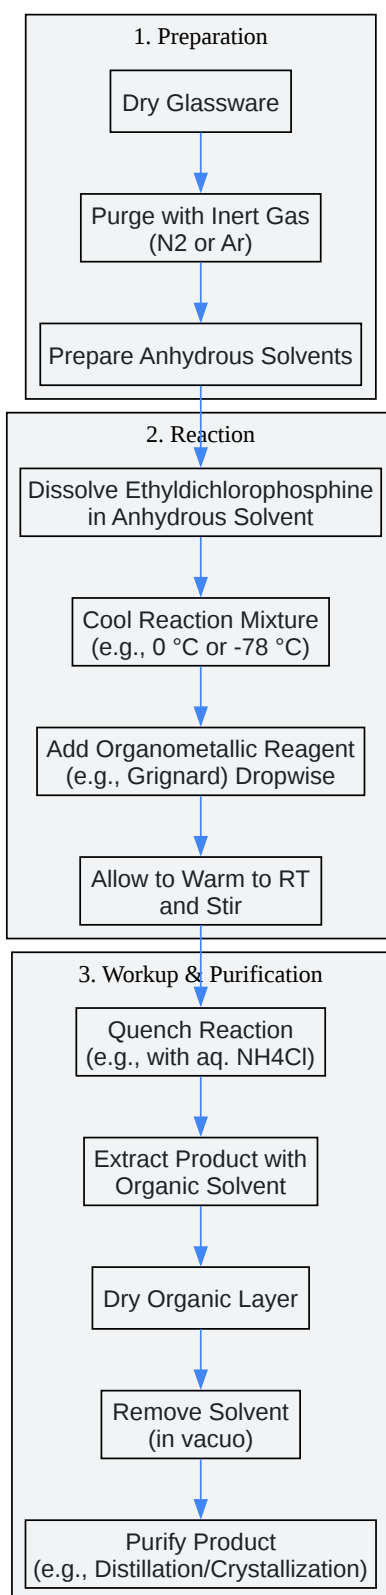 1. Preparation
Dry Glassware
Purge with Inert Gas
(N2 or Ar)
Prepare Anhydrous Solvents
2. Reaction
Dissolve Ethyldichlorophosphine
in Anhydrous Solvent
Cool Reaction Mixture
(e.g., 0 °C or -78 °C)
Add Organometallic Reagent
(e.g., Grignard) Dropwise
Allow to Warm to RT
and Stir
3. Workup & Purification
Quench Reaction
(e.g., with aq. NH4Cl)
Extract Product with
Organic Solvent
Dry Organic Layer
Remove Solvent
(in vacuo)
Purify Product
(e.g., Distillation/Crystallization)